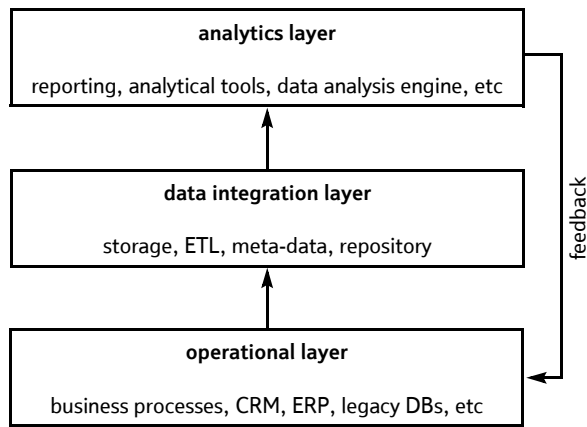 analytics layer
reporting, analytical tools, data analysis engine, etc
data integration layer
storage, ETL, meta-data, repository
operational layer
business processes, CRM, ERP, legacy DBs, etc
feedback